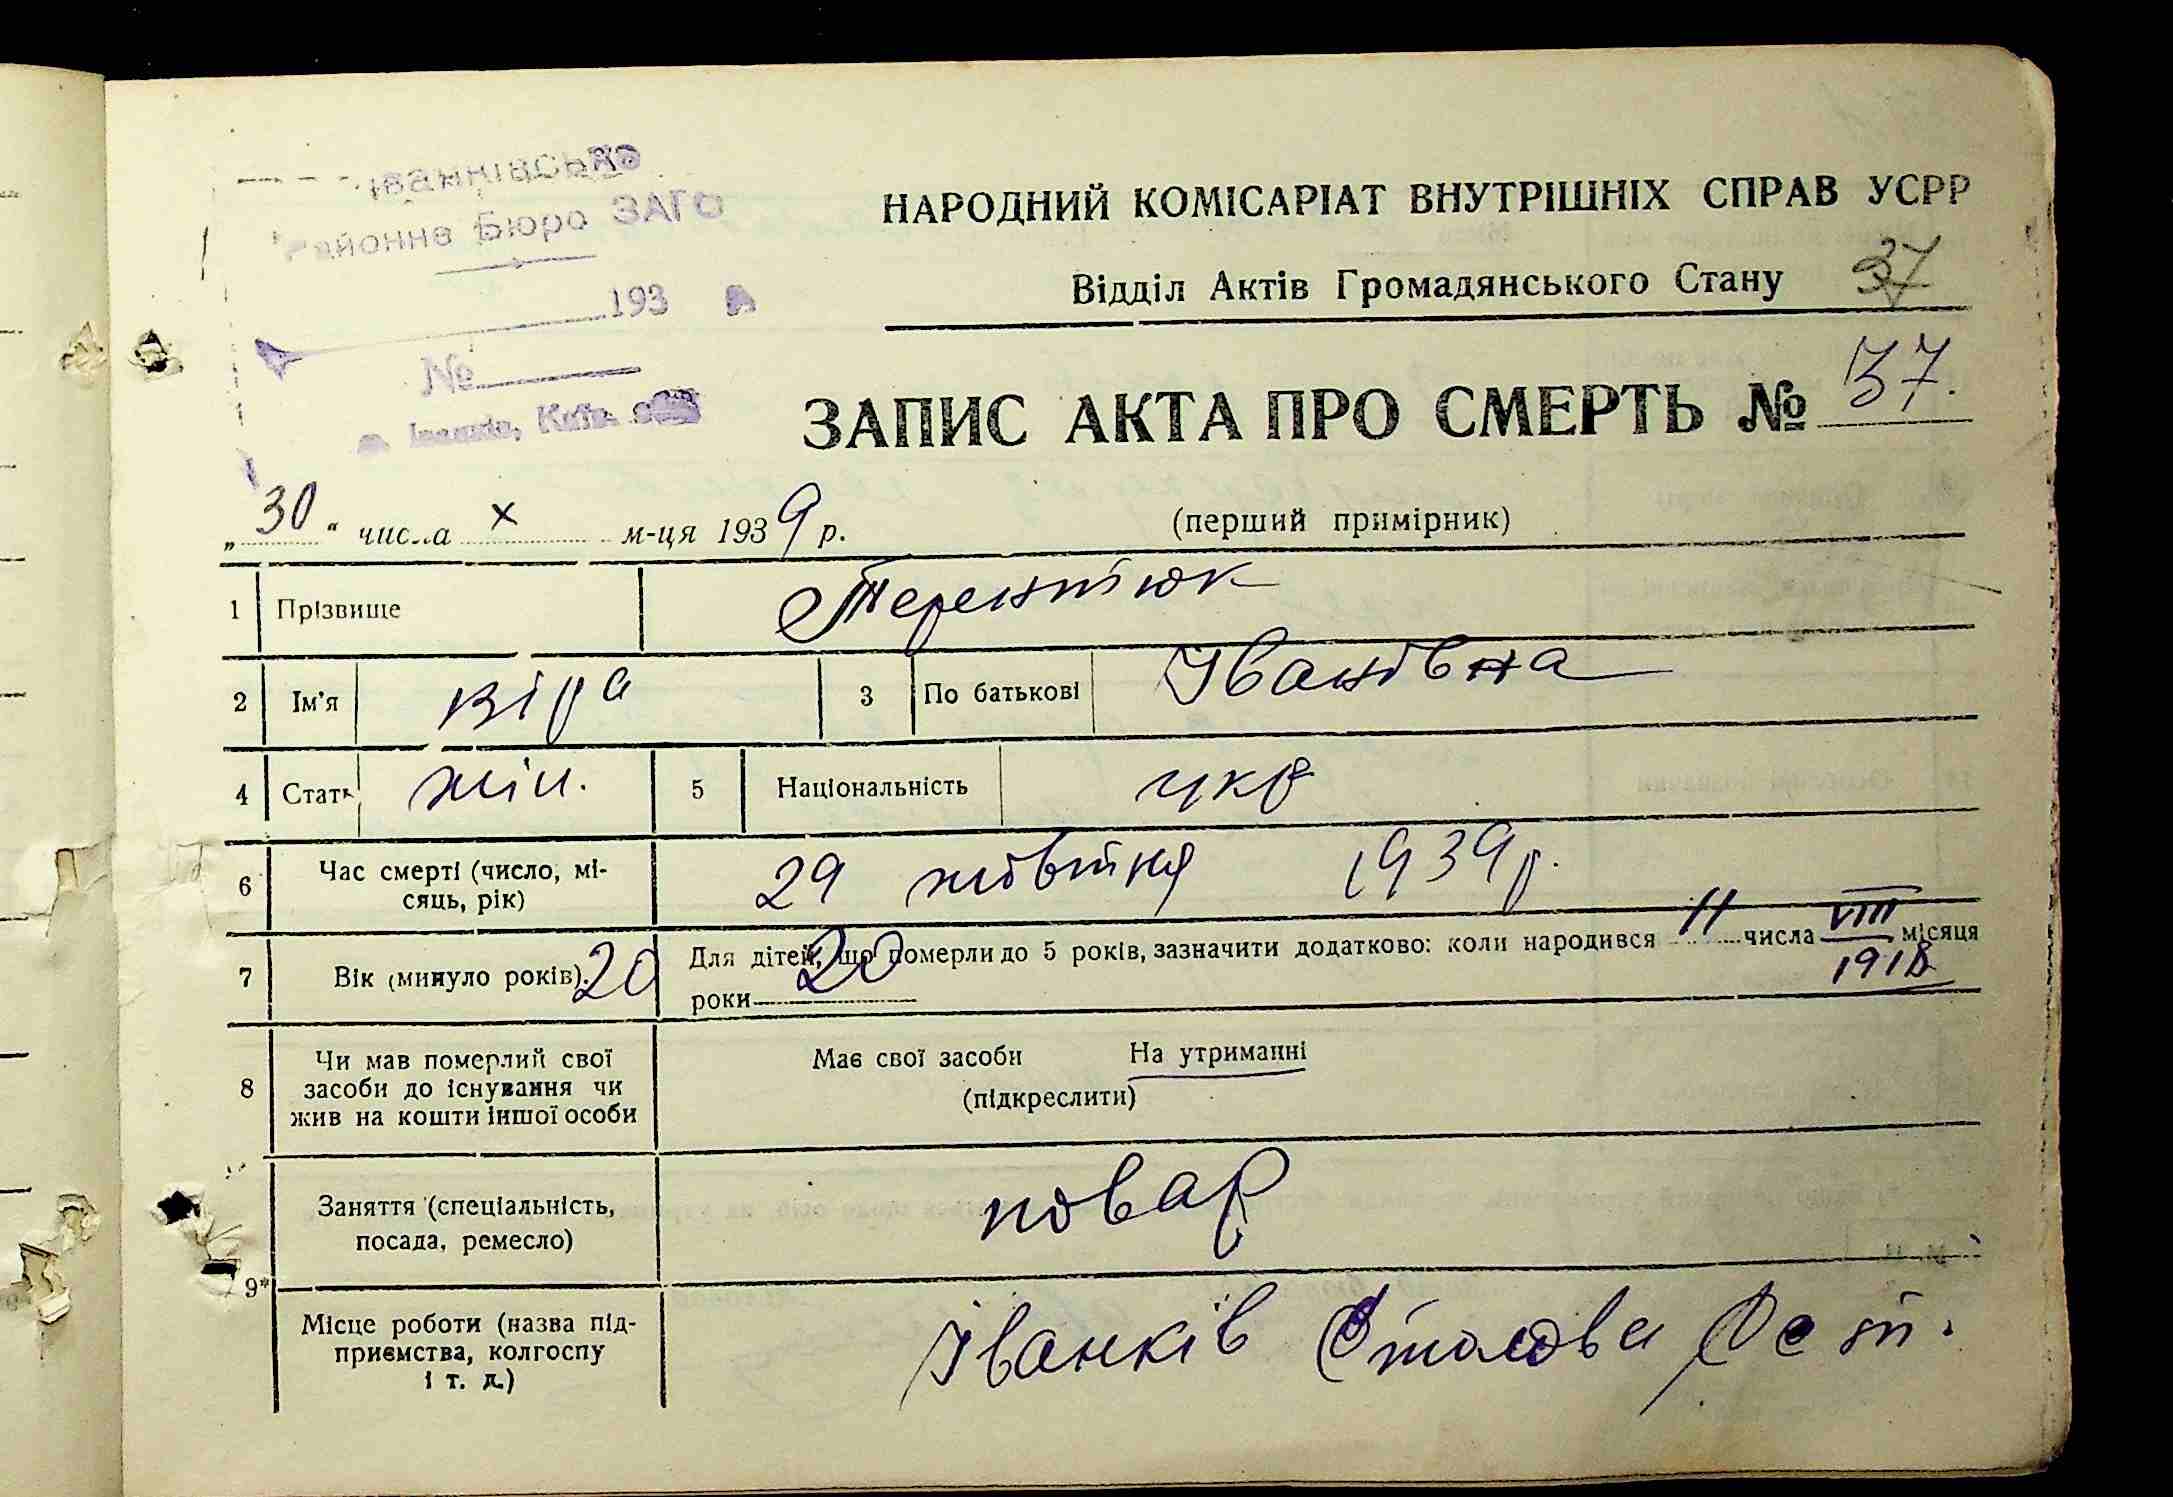 Іванківсько
Районне Бюро ЗАГС
193
№
Іванків, Київ.
НАРОДНИЙ КОМІСАРІАТ ВНУТРІШНІХ СПРАВ УСРР
Відділ Актів Громадянського Стану 37
ЗАПИС АКТА ПРО СМЕРТЬ № 37.
„30“ числа X м-ця 1939 р. (перший примірник)
1 Прізвище Терентюк
2 Ім'я Віра 3 По батькові Іванівна
4 Стать жін. 5 Національність укр
6 Час смерті (число, мі-
сяць, рік) 29 жовтня 1939 р.
7 Вік (минуло років). 20 Для дітей, що померли до 5 років, зазначити додатково: коли народився 11 числа VIII місяця
роки 20 1918
8 Чи мав померлий свої
засоби до існування чи
жив на кошти іншої особи
Має свої засоби На утриманні
(підкреслити)
9* Заняття (спеціальність,
посада, ремесло) повар
Місце роботи (назва під-
приємства, колгоспу
і т. д.) Іванків Столова